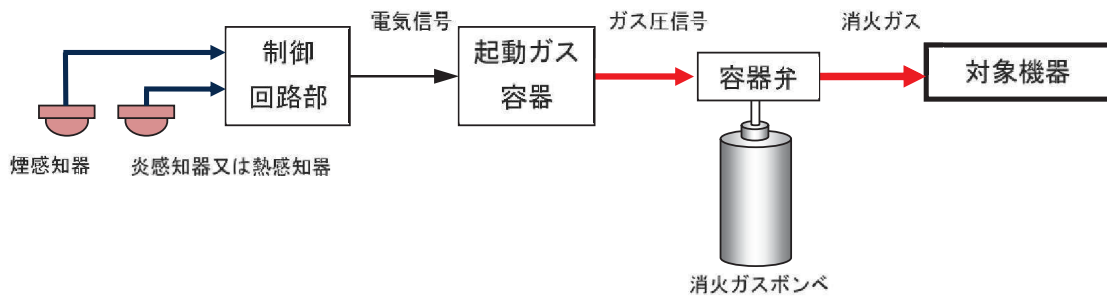 電気信号
ガス圧信号
消火ガス
制御
回路部
起動ガス
容器
容器弁
対象機器
煙感知器
炎感知器又は熱感知器
消火ガスボンベ